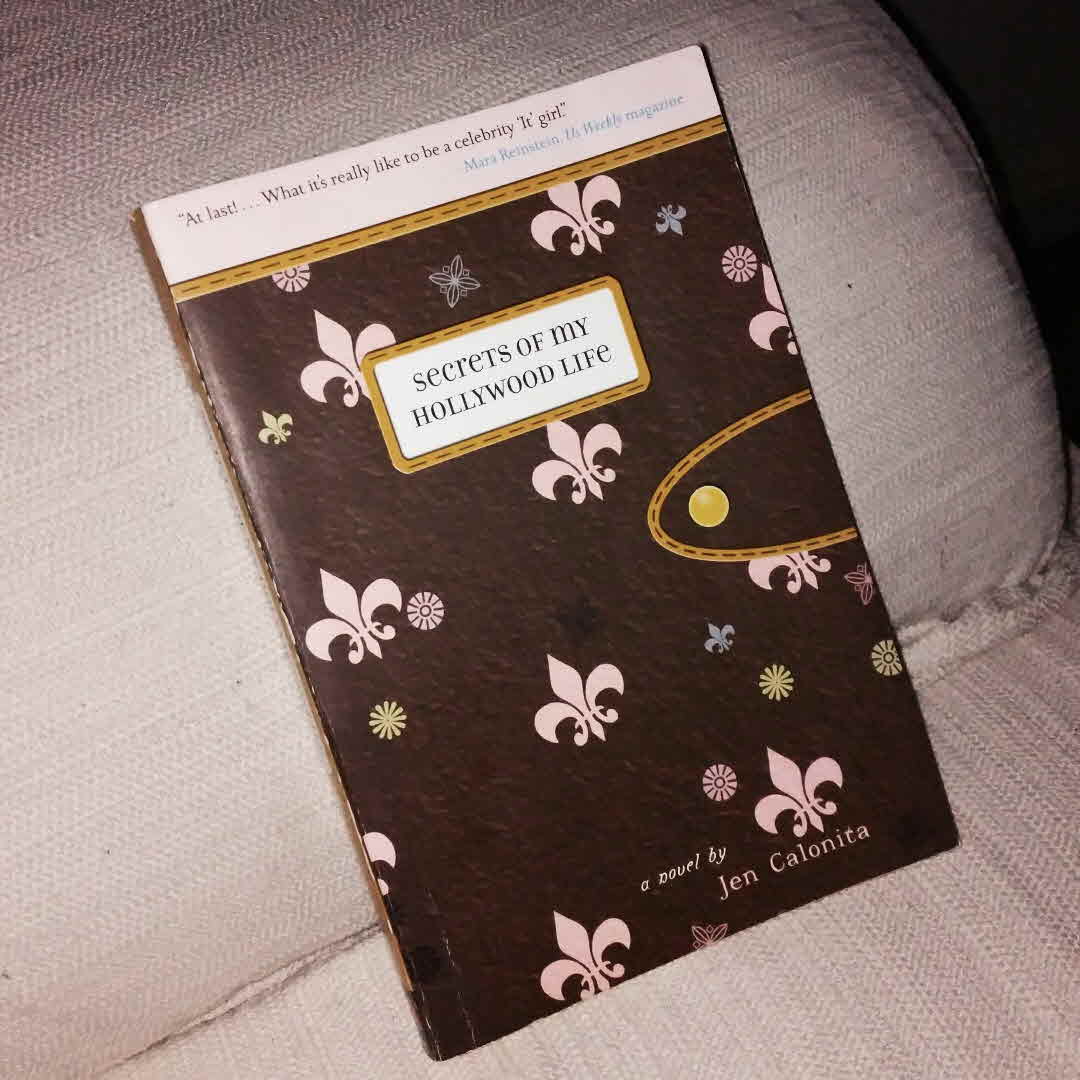 "At last! . . . What it's really like to be a celebrity 'It' girl."
Mara Reinstein, Us Weekly magazine
secrets of my
HOLLYWOOD LIFe
a novel by
Jen Calonita